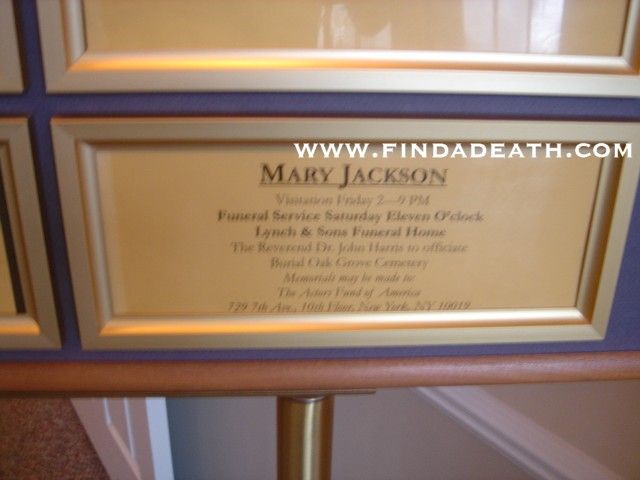 WWW.FINDADEATH.COM
MARY JACKSON
Visitation Friday 2—9 PM
Funeral Service Saturday Eleven O'clock
Lynch & Sons Funeral Home
The Reverend Dr. John Harris to officiate
Burial Oak Grove Cemetery
Memorials may be made to:
The Actors Fund of America
729 7th Ave., 10th Floor, New York, NY 10019